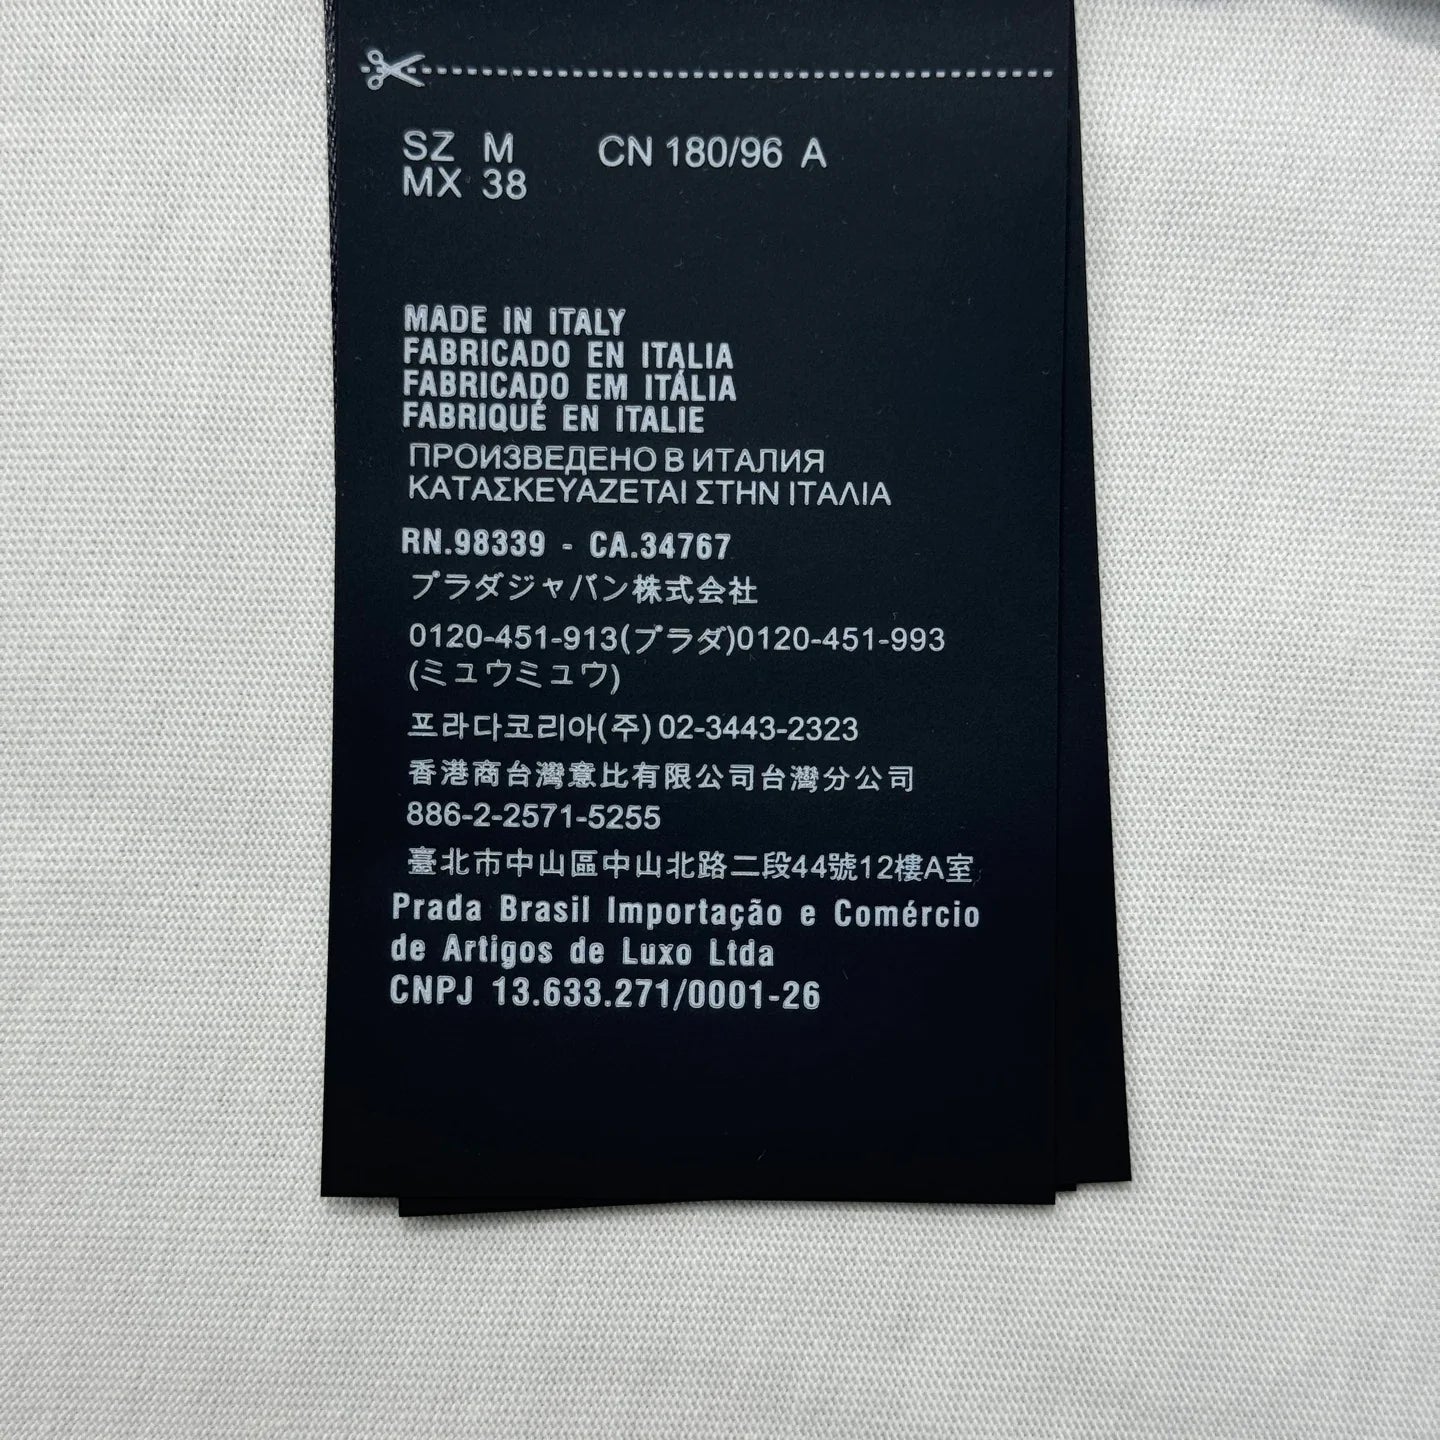 SZ M CN 180/96 A
MX 38
MADE IN ITALY
FABRICADO EN ITALIA
FABRICADO EM ITÁLIA
FABRIQUÉ EN ITALIE
ПРОИЗВЕДЕНО В ИТАЛИЯ
ΚΑΤΑΣΚΕΥΑΖΕΤΑΙ ΣΤΗΝ ΙΤΑΛΙΑ
RN.98339 - CA.34767
プラダジャパン株式会社
0120-451-913(プラダ)0120-451-993
(ミュウミュウ)
프라다코리아(주) 02-3443-2323
香港商台灣意比有限公司台灣分公司
886-2-2571-5255
臺北市中山區中山北路二段44號12樓A室
Prada Brasil Importação e Comércio
de Artigos de Luxo Ltda
CNPJ 13.633.271/0001-26